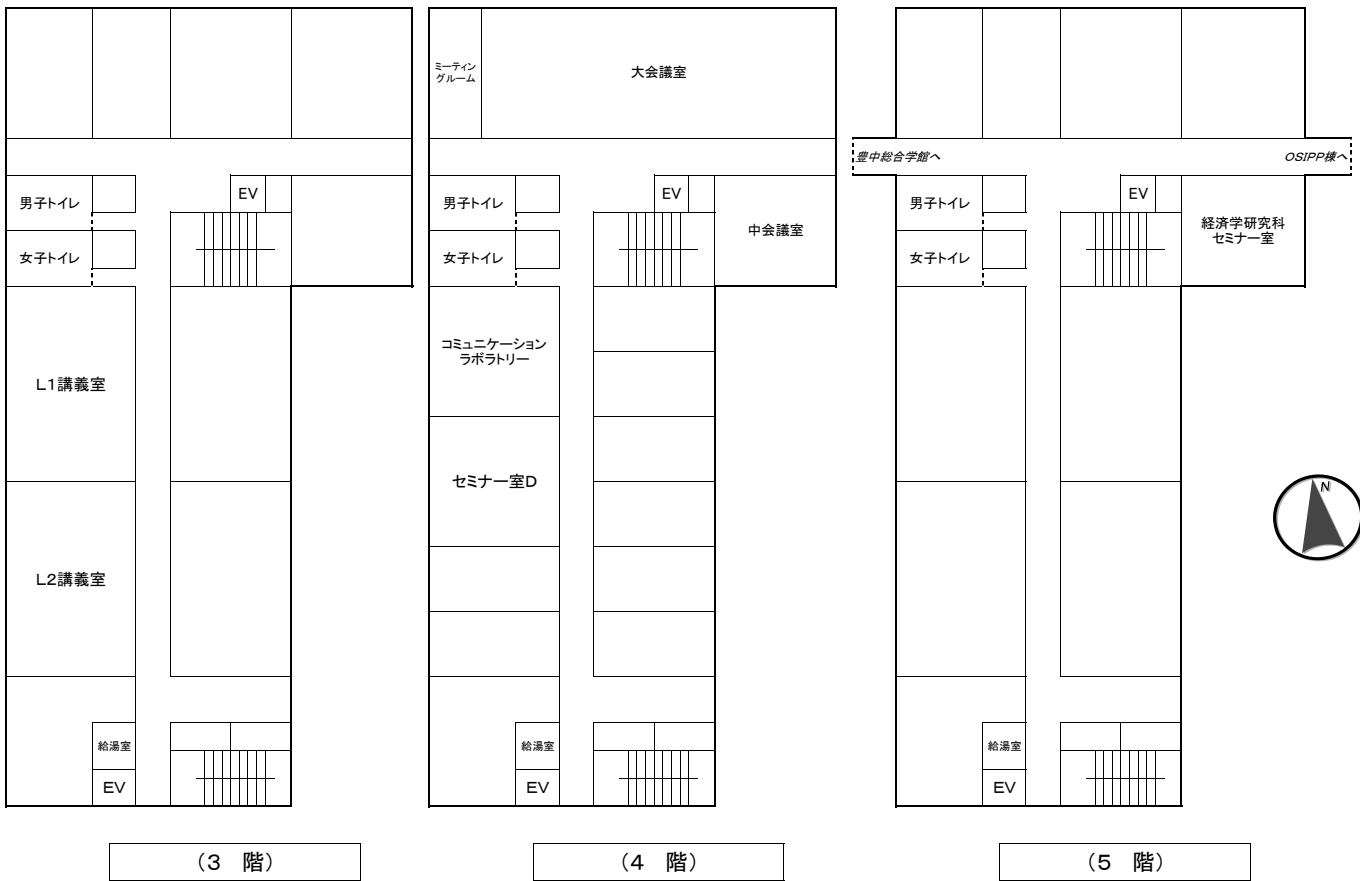 男子トイレ
EV
女子トイレ
L1講義室
L2講義室
給湯室
EV
(3 階)
ミーティン
グルーム
大会議室
男子トイレ
EV
女子トイレ
中会議室
コミュニケーション
ラボラトリー
セミナー室D
給湯室
EV
(4 階)
豊中総合学館へ
OSIPP棟へ
男子トイレ
EV
女子トイレ
経済学研究科
セミナー室
給湯室
EV
(5 階)
N